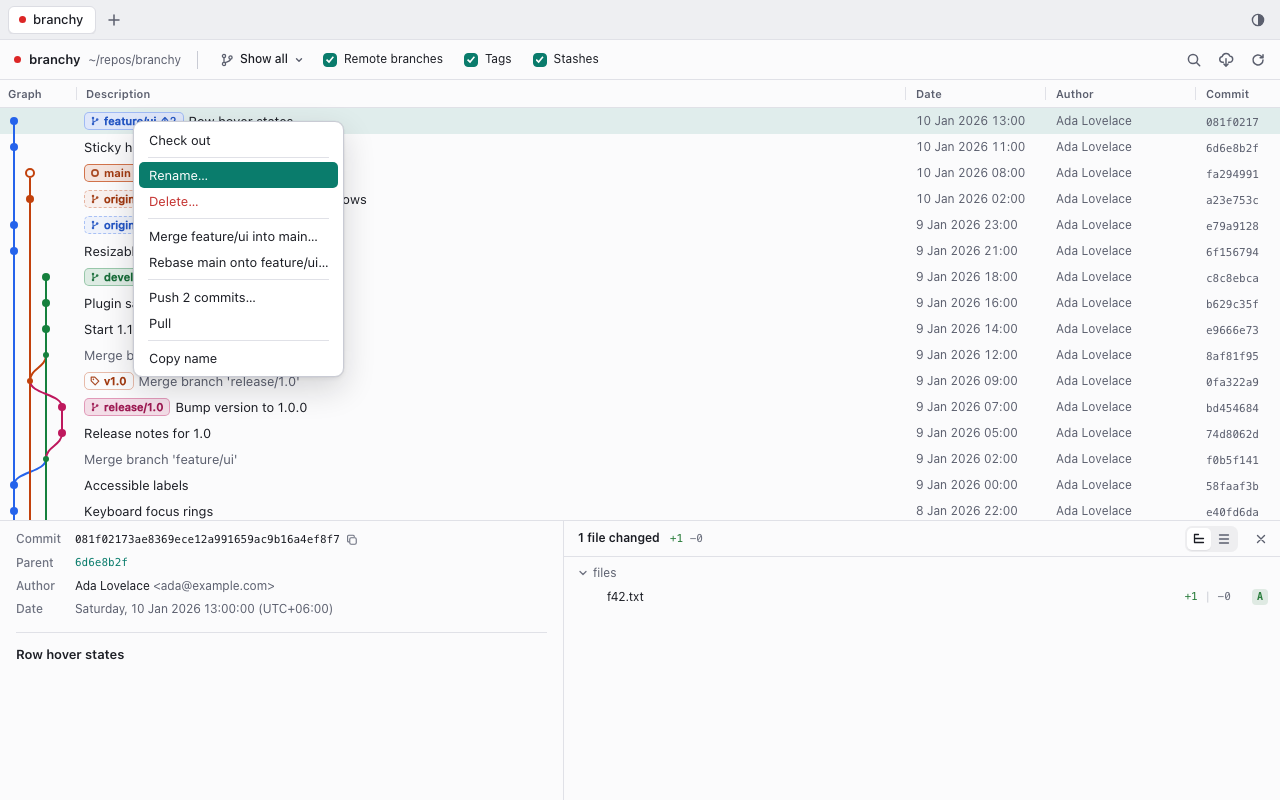 branchy
branchy ~/repos/branchy Show all Remote branches Tags Stashes
Graph Description Date Author Commit
feature/ui 2 Row hover states 10 Jan 2026 13:00 Ada Lovelace 081f0217
Sticky h 10 Jan 2026 11:00 Ada Lovelace 6d6e8b2f
main 10 Jan 2026 08:00 Ada Lovelace fa294991
origin ows 10 Jan 2026 02:00 Ada Lovelace a23e753c
origin 9 Jan 2026 23:00 Ada Lovelace e79a9128
Resizabl 9 Jan 2026 21:00 Ada Lovelace 6f156794
devel 9 Jan 2026 18:00 Ada Lovelace c8c8ebca
Plugin sa 9 Jan 2026 16:00 Ada Lovelace b629c35f
Start 1.1 9 Jan 2026 14:00 Ada Lovelace e9666e73
Merge b 9 Jan 2026 12:00 Ada Lovelace 8af81f95
v1.0 Merge branch 'release/1.0' 9 Jan 2026 09:00 Ada Lovelace 0fa322a9
release/1.0 Bump version to 1.0.0 9 Jan 2026 07:00 Ada Lovelace bd454684
Release notes for 1.0 9 Jan 2026 05:00 Ada Lovelace 74d8062d
Merge branch 'feature/ui' 9 Jan 2026 02:00 Ada Lovelace f0b5f141
Accessible labels 9 Jan 2026 00:00 Ada Lovelace 58faaf3b
Keyboard focus rings 8 Jan 2026 22:00 Ada Lovelace e40fd6da
Check out
Rename...
Delete...
Merge feature/ui into main...
Rebase main onto feature/ui...
Push 2 commits...
Pull
Copy name
Commit 081f02173ae8369ece12a991659ac9b16a4ef8f7
Parent 6d6e8b2f
Author Ada Lovelace <ada@example.com>
Date Saturday, 10 Jan 2026 13:00:00 (UTC+06:00)
Row hover states
1 file changed +1 −0
files
f42.txt +1 | −0 A